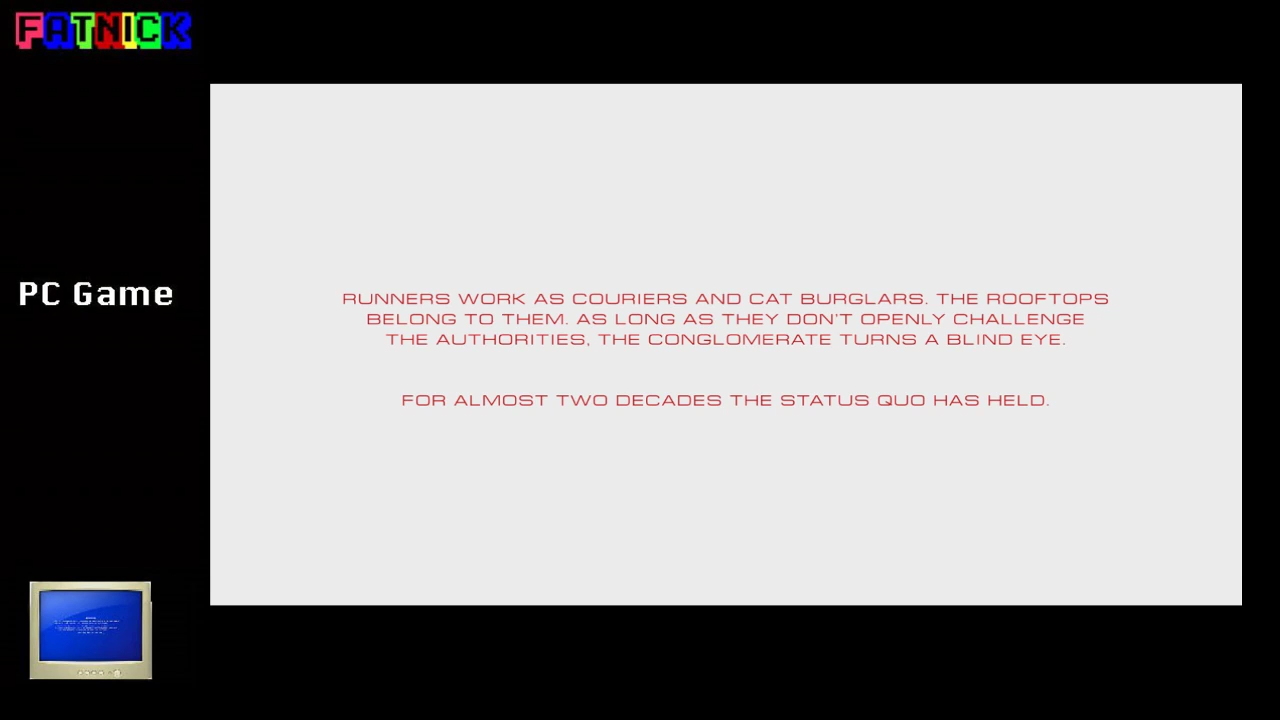 FATNICK
PC Game
RUNNERS WORK AS COURIERS AND CAT BURGLARS. THE ROOFTOPS
BELONG TO THEM. AS LONG AS THEY DON'T OPENLY CHALLENGE
THE AUTHORITIES, THE CONGLOMERATE TURNS A BLIND EYE.
FOR ALMOST TWO DECADES THE STATUS QUO HAS HELD.